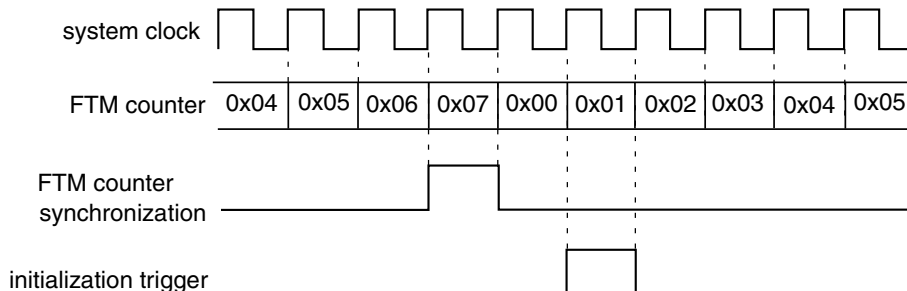 system clock
FTM counter 0x04 0x05 0x06 0x07 0x00 0x01 0x02 0x03 0x04 0x05
FTM counter
synchronization
initialization trigger